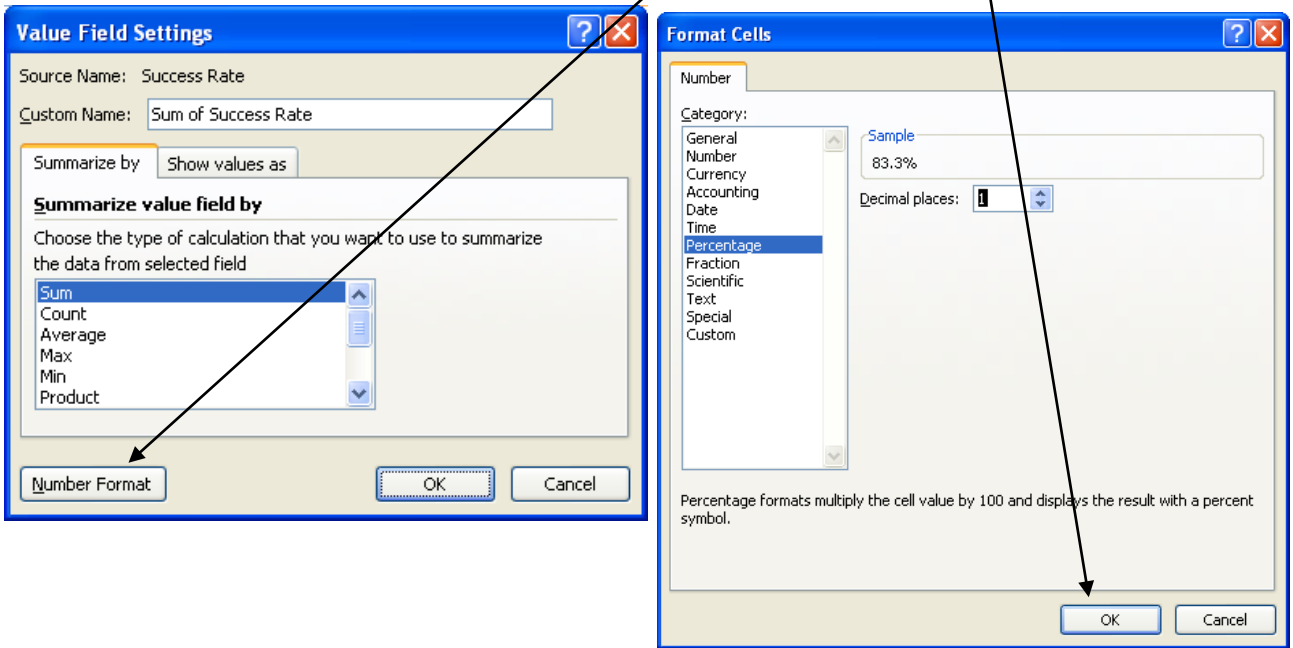 Value Field Settings
Source Name: Success Rate
Custom Name: Sum of Success Rate
Summarize by Show values as
Summarize value field by
Choose the type of calculation that you want to use to summarize
the data from selected field
Sum
Count
Average
Max
Min
Product
Number Format OK Cancel
Format Cells
Number
Category:
General
Number
Currency
Accounting
Date
Time
Percentage
Fraction
Scientific
Text
Special
Custom
Sample
83.3%
Decimal places: 1
Percentage formats multiply the cell value by 100 and displays the result with a percent
symbol.
OK Cancel